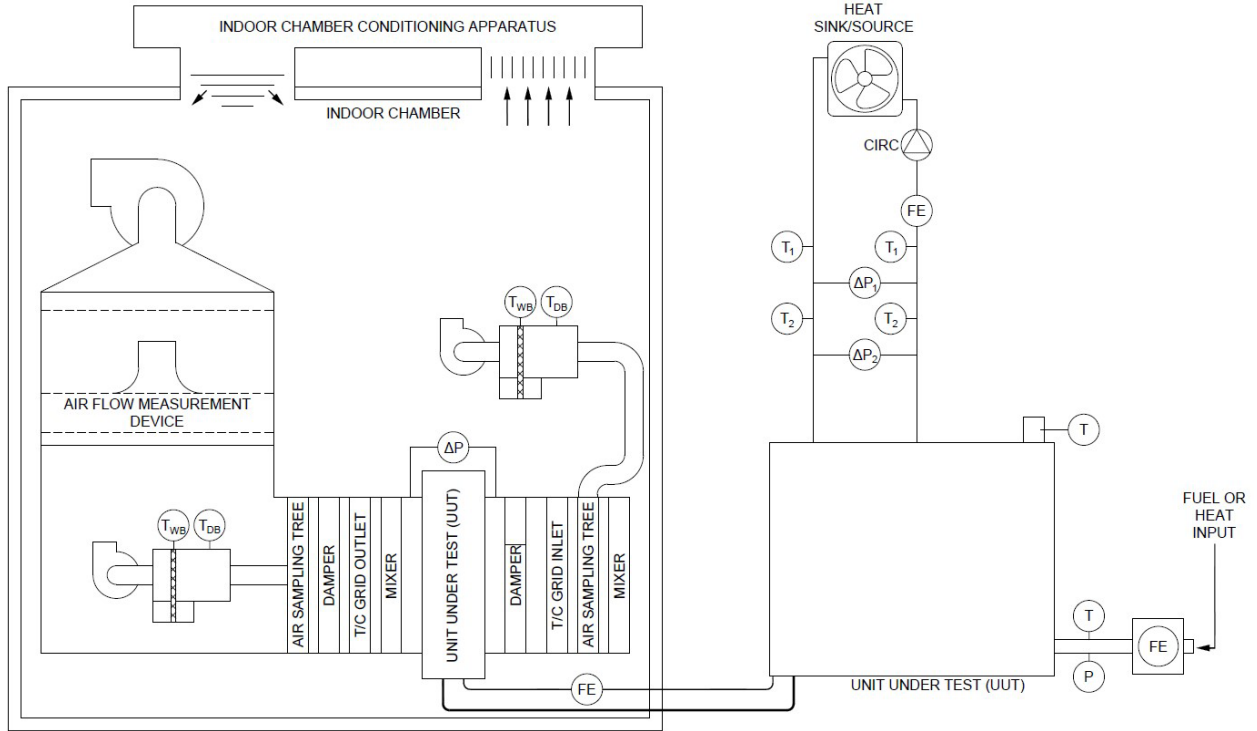 INDOOR CHAMBER CONDITIONING APPARATUS
INDOOR CHAMBER
HEAT
SINK/SOURCE
CIRC
FE
T1
T1
ΔP1
T2
T2
ΔP2
TWB
TDB
AIR FLOW MEASUREMENT
DEVICE
ΔP
T
FUEL OR
HEAT
INPUT
TWB
TDB
AIR SAMPLING TREE
DAMPER
T/C GRID OUTLET
MIXER
UNIT UNDER TEST (UUT)
DAMPER
T/C GRID INLET
AIR SAMPLING TREE
MIXER
T
FE
P
FE
UNIT UNDER TEST (UUT)